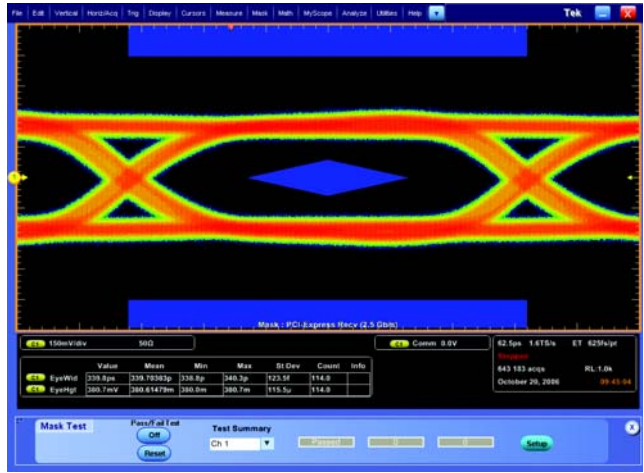 File Edit Vertical Horiz/Acq Trig Display Cursors Measure Mask Math MyScope Analyze Utilities Help Tek X
Mask : PCI-Express Recv (2.5 Gb/s)
C1 150mV/div 50Ω
C1 Comm 0.0V
62.5ps 1.6TS/s ET 625fs/pt
Stopped
643 183 acqs RL:1.0k
October 20, 2006 09:45:04
Value Mean Min Max St Dev Count Info
C1 EyeWid 339.8ps 339.70383p 338.8p 340.3p 123.5f 114.0
C1 EyeHgt 380.7mV 380.61479m 380.0m 380.7m 115.5µ 114.0
Mask Test
Pass/Fail Test
Off
Reset
Test Summary
Ch 1
Passed 0 0
Setup
X